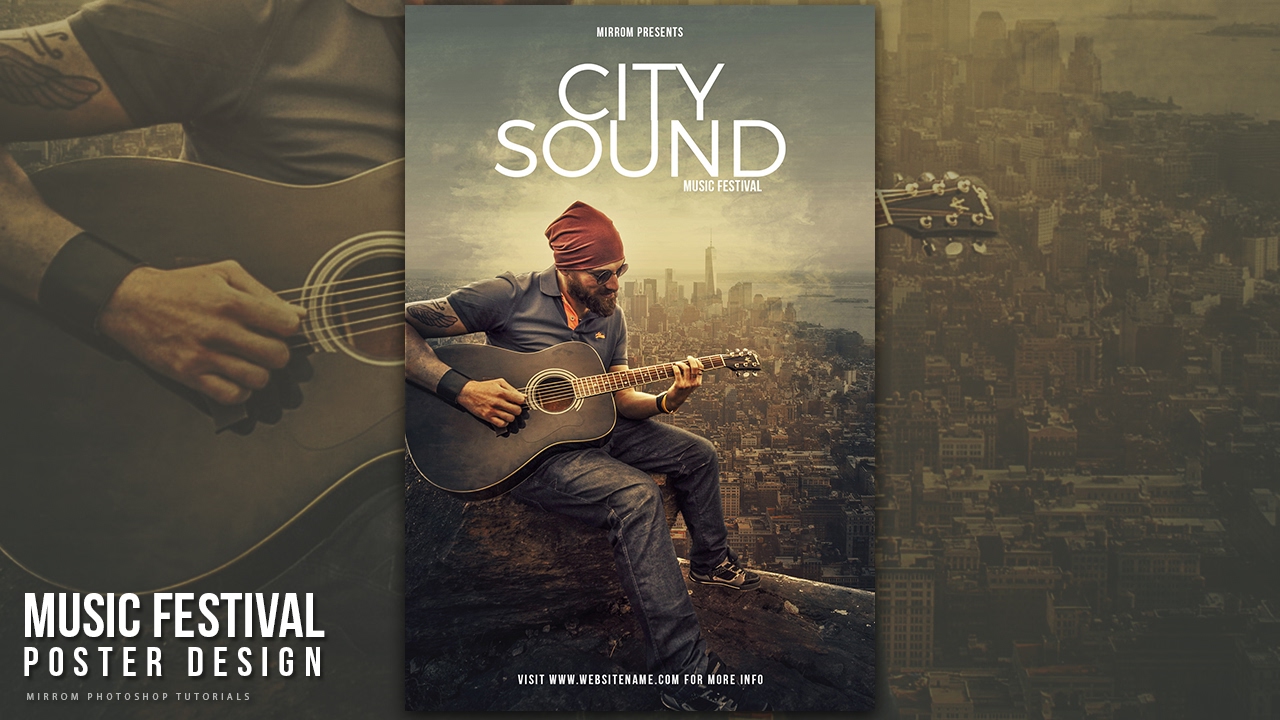 MIRROM PRESENTS
CITY
SOUND
MUSIC FESTIVAL
VISIT WWW.WEBSITENAME.COM FOR MORE INFO
MUSIC FESTIVAL
POSTER DESIGN
MIRROM PHOTOSHOP TUTORIALS